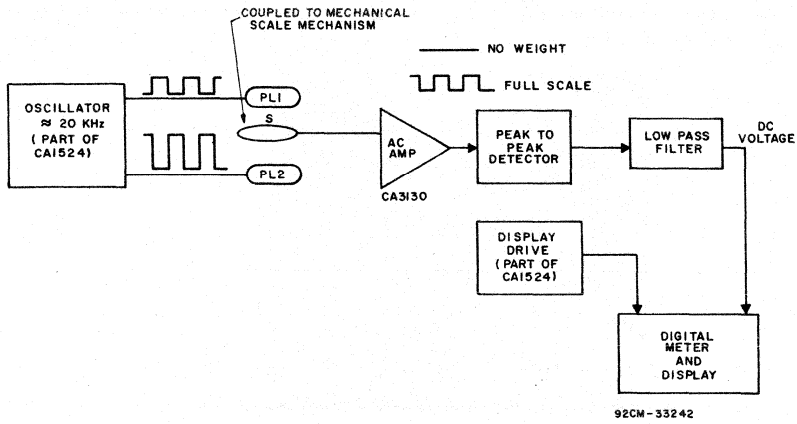 COUPLED TO MECHANICAL
SCALE MECHANISM
NO WEIGHT
FULL SCALE
OSCILLATOR
≈ 20 KHz
(PART OF
CA1524)
PL1
S
PL2
AC
AMP
CA3130
PEAK TO
PEAK
DETECTOR
LOW PASS
FILTER
DC
VOLTAGE
DISPLAY
DRIVE
(PART OF
CA1524)
DIGITAL
METER
AND
DISPLAY
92CM-33242